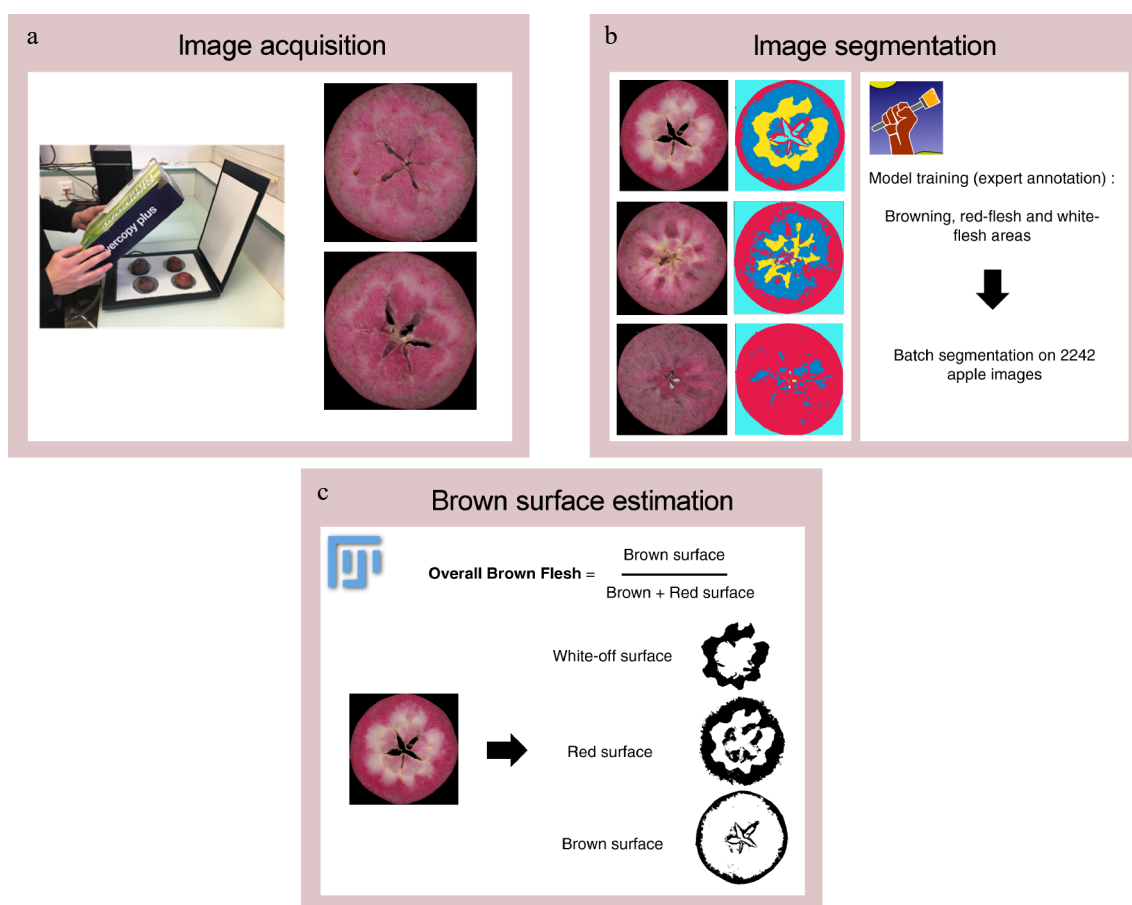 a
Image acquisition
vercopy plus
b
Image segmentation
Model training (expert annotation) :
Browning, red-flesh and white-
flesh areas
Batch segmentation on 2242
apple images
c
Brown surface estimation
Overall Brown Flesh =
Brown surface
Brown + Red surface
White-off surface
Red surface
Brown surface